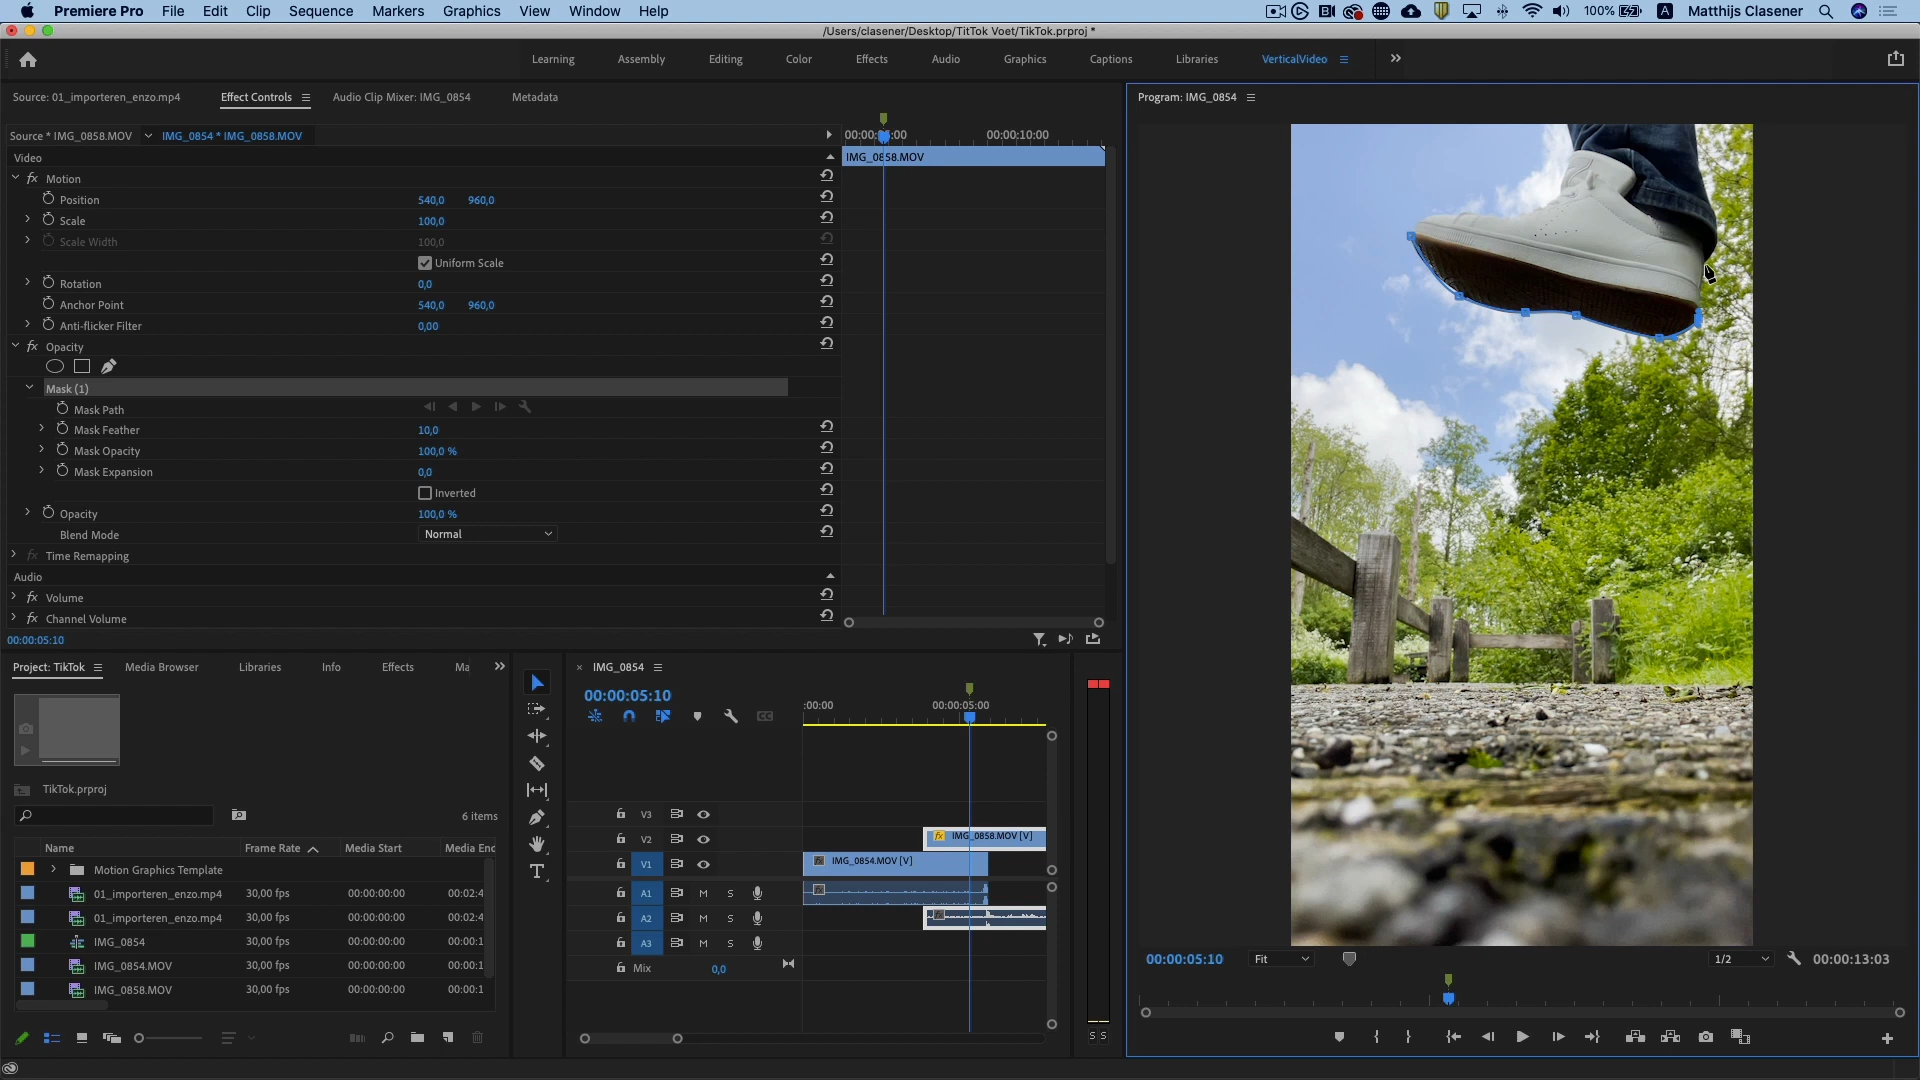 Premiere Pro File Edit Clip Sequence Markers Graphics View Window Help 100% A Matthijs Clasener
/Users/clasener/Desktop/TitTok Voet/TikTok.prproj *
Learning Assembly Editing Color Effects Audio Graphics Captions Libraries VerticalVideo
Source: 01_importeren_enzo.mp4 Effect Controls Audio Clip Mixer: IMG_0854 Metadata
Program: IMG_0854
Source * IMG_0858.MOV IMG_0854 * IMG_0858.MOV
00:00:10:00
Video
IMG_0858.MOV
fx Motion
Position 540,0 960,0
Scale 100,0
Scale Width 100,0
Uniform Scale
Rotation 0,0
Anchor Point 540,0 960,0
Anti-flicker Filter 0,00
fx Opacity
Mask (1)
Mask Path
Mask Feather 10,0
Mask Opacity 100,0 %
Mask Expansion 0,0
Inverted
Opacity 100,0 %
Blend Mode Normal
fx Time Remapping
Audio
fx Volume
fx Channel Volume
00:00:05:10
Project: TikTok Media Browser Libraries Info Effects Ma
TikTok.prproj
6 items
Name Frame Rate Media Start Media Enc
Motion Graphics Template
01_importeren_enzo.mp4 30,00 fps 00:00:00:00 00:02:4
01_importeren_enzo.mp4 30,00 fps 00:00:00:00 00:02:4
IMG_0854 30,00 fps 00:00:00:00 00:00:1
IMG_0854.MOV 30,00 fps 00:00:00:00 00:00:1
IMG_0858.MOV 30,00 fps 00:00:00:00 00:00:1
× IMG_0854
00:00:05:10
:00:00 00:00:05:00
V3
V2 fx IMG_0858.MOV [V]
V1 fx IMG_0854.MOV [V]
A1 M S
A2 M S
A3 M S
Mix 0,0
S S
00:00:05:10 Fit 1/2 00:00:13:03